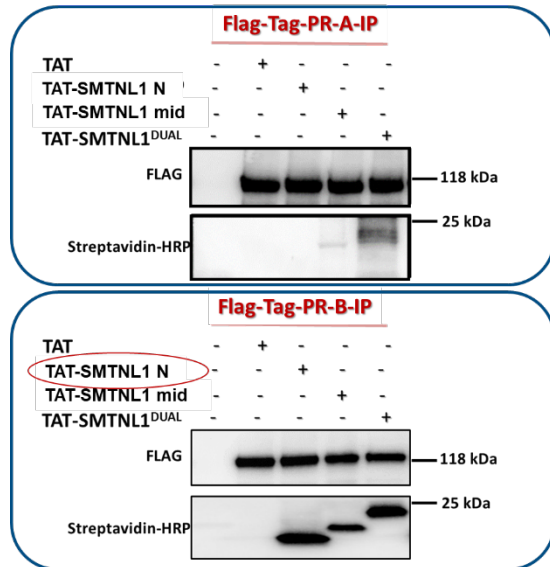 Flag-Tag-PR-A-IP
TAT - + - - -
TAT-SMTNL1 N - - + - -
TAT-SMTNL1 mid - - - + -
TAT-SMTNL1DUAL - - - - +
FLAG 118 kDa
25 kDa
Streptavidin-HRP
Flag-Tag-PR-B-IP
TAT - + - - -
TAT-SMTNL1 N - - + - -
TAT-SMTNL1 mid - - - + -
TAT-SMTNL1DUAL - - - - +
FLAG 118 kDa
25 kDa
Streptavidin-HRP